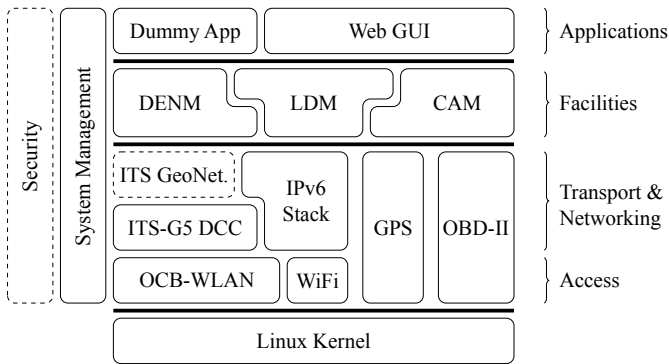 Security
System Management
Dummy App
Web GUI
Applications
DENM
LDM
CAM
Facilities
ITS GeoNet.
ITS-G5 DCC
IPv6
Stack
GPS
OBD-II
Transport &
Networking
OCB-WLAN
WiFi
Access
Linux Kernel